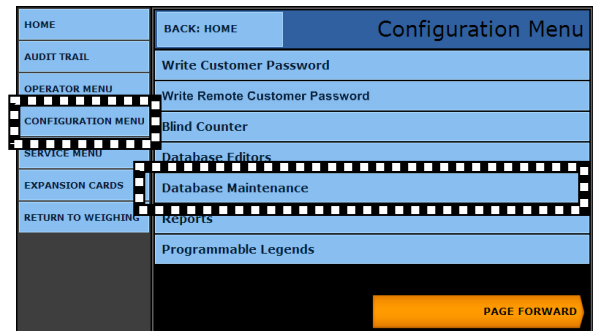 HOME
AUDIT TRAIL
OPERATOR MENU
CONFIGURATION MENU
SERVICE MENU
EXPANSION CARDS
RETURN TO WEIGHING
BACK: HOME
Configuration Menu
Write Customer Password
Write Remote Customer Password
Blind Counter
Database Editors
Database Maintenance
Reports
Programmable Legends
PAGE FORWARD